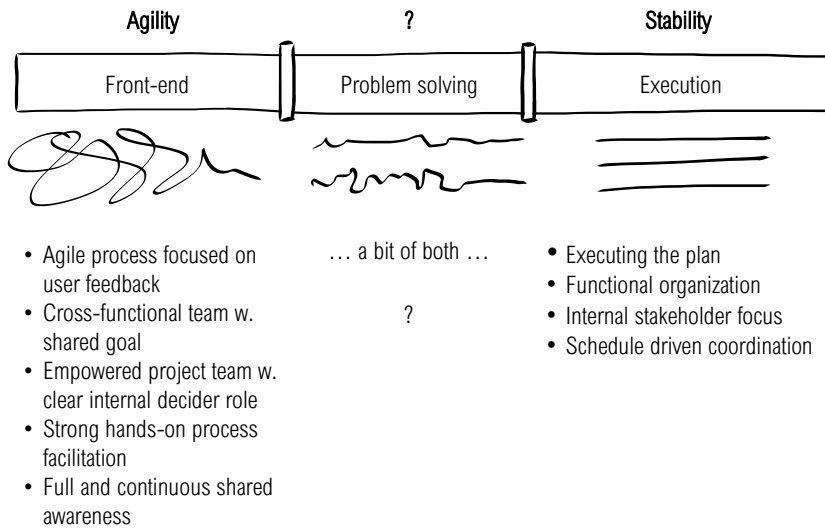 Agility
?
Stability
Front-end
Problem solving
Execution
• Agile process focused on
user feedback
• Cross-functional team w.
shared goal
• Empowered project team w.
clear internal decider role
• Strong hands-on process
facilitation
• Full and continuous shared
awareness
... a bit of both ...
?
• Executing the plan
• Functional organization
• Internal stakeholder focus
• Schedule driven coordination